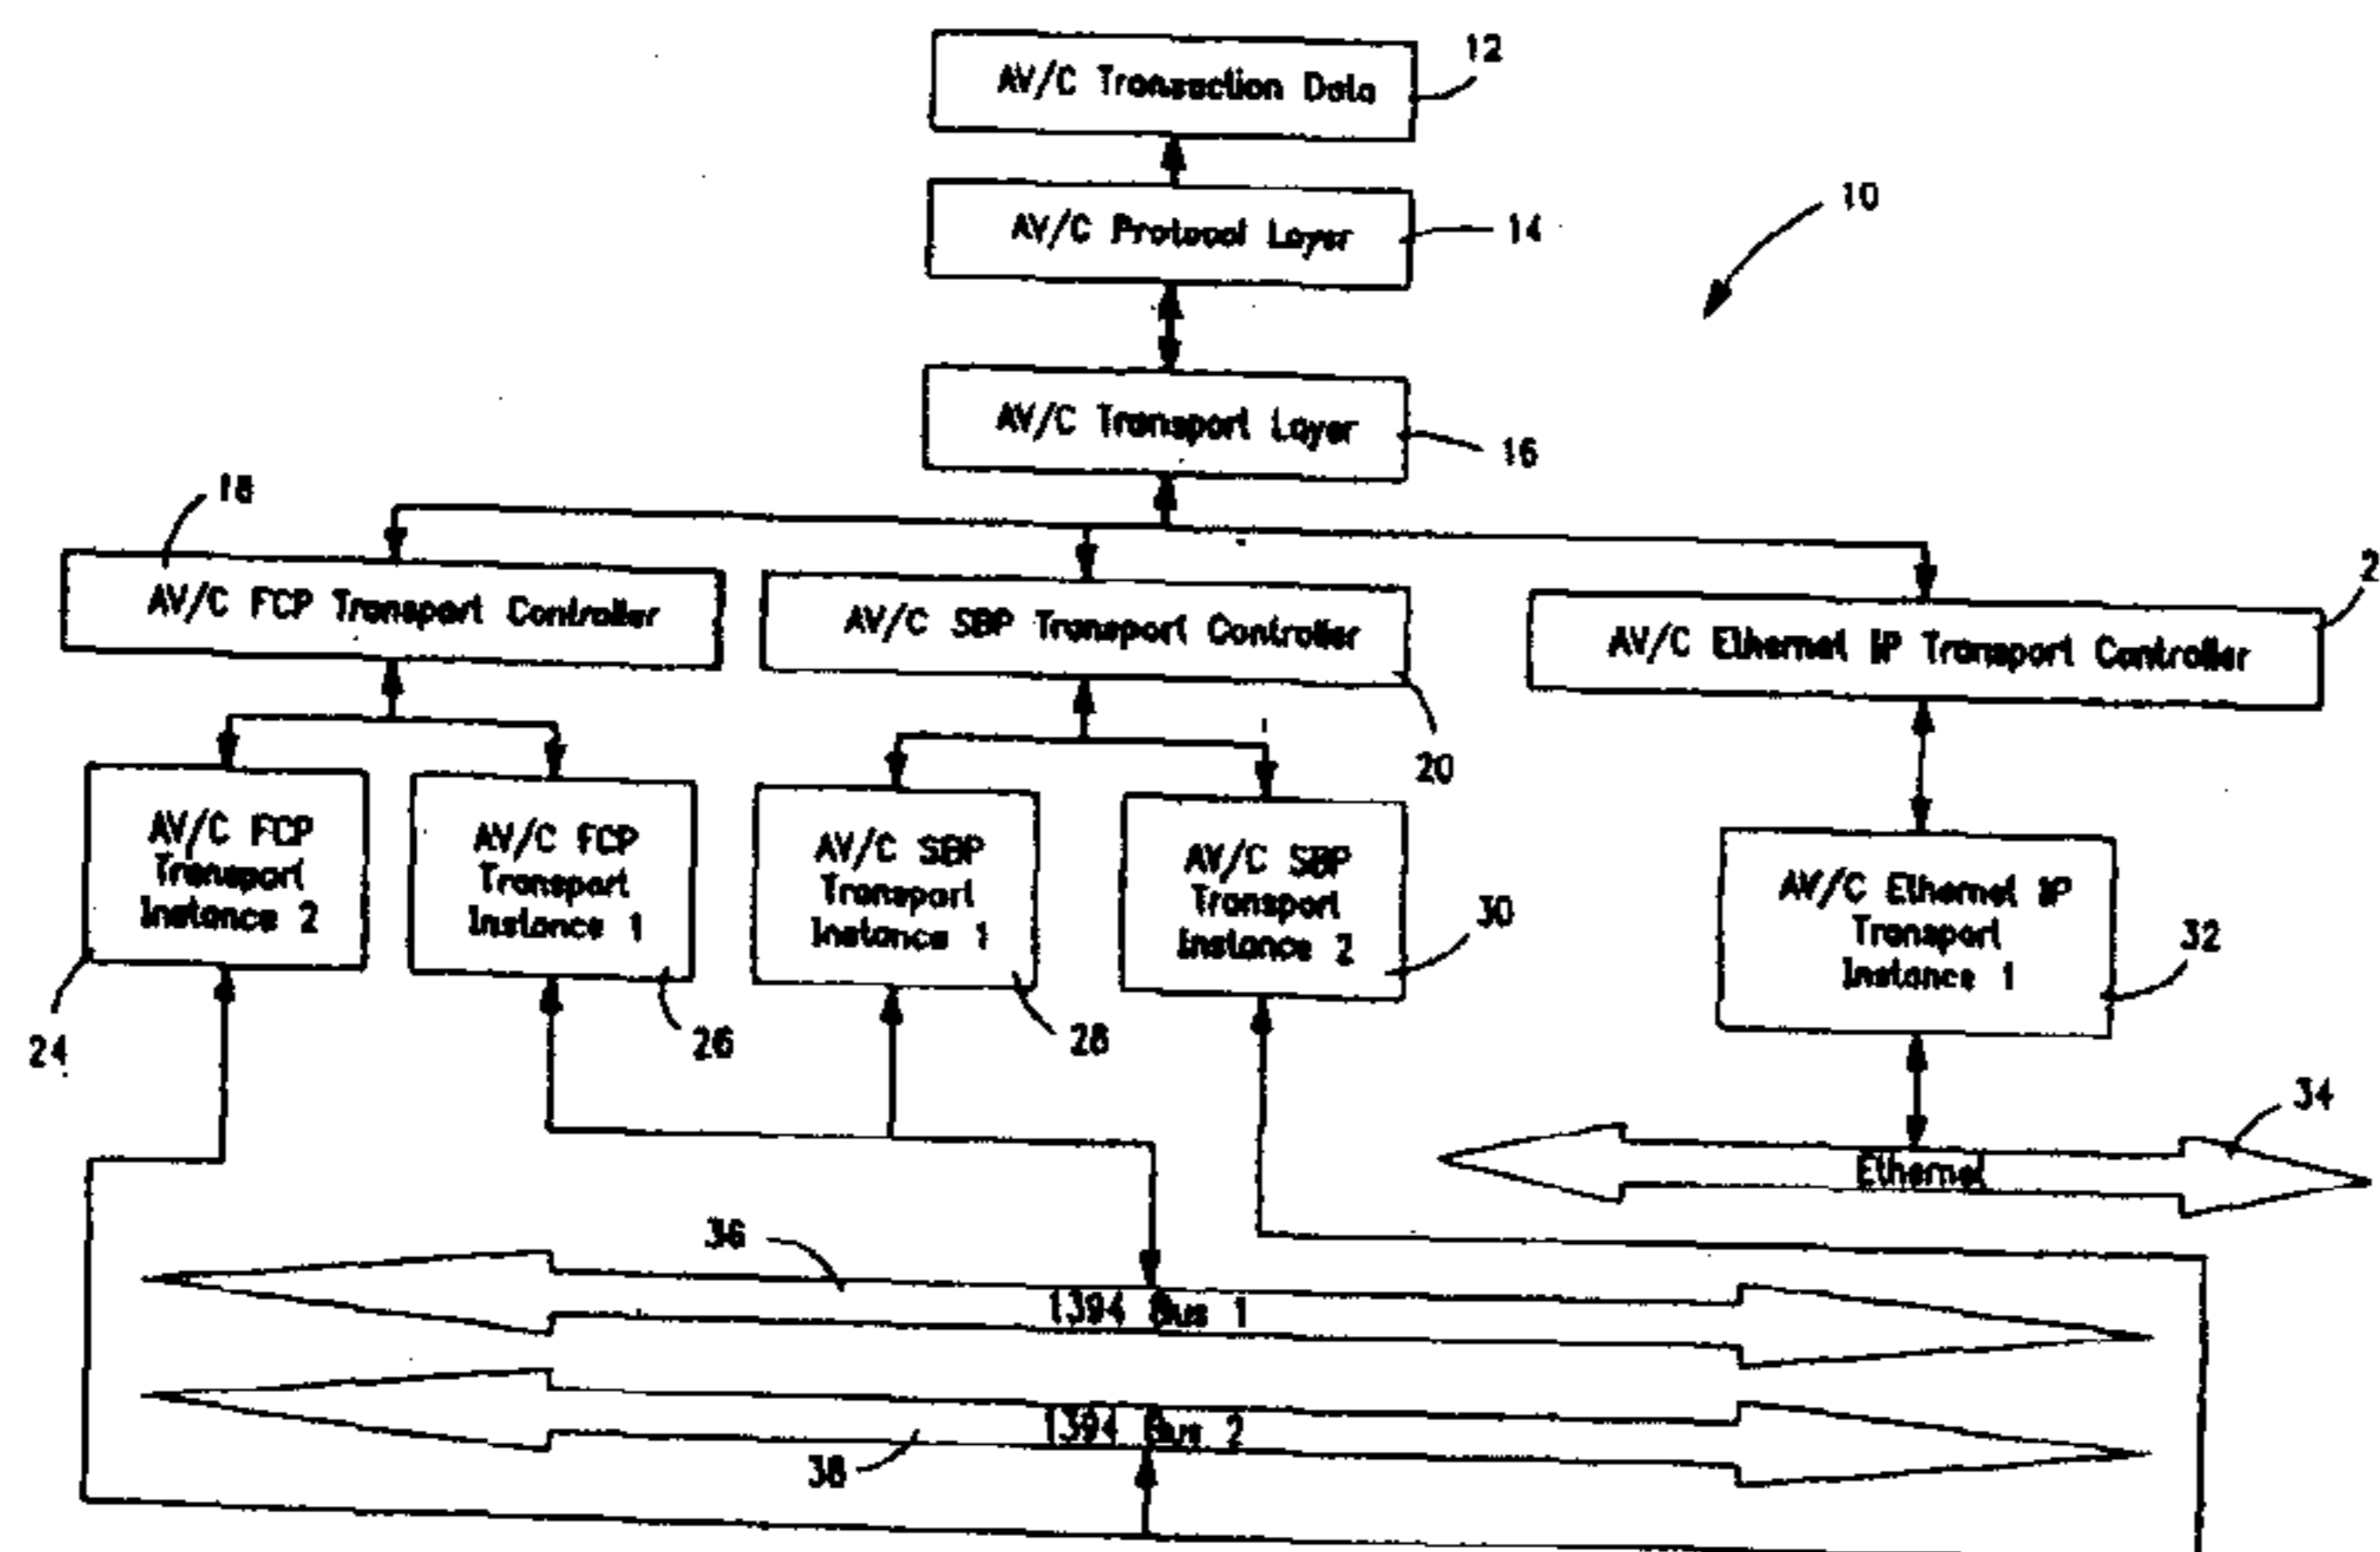 12
AV/C Transaction Data
10
AV/C Protocol Layer
14
AV/C Transport Layer
16
18
2
AV/C FCP Transport Controller
AV/C SBP Transport Controller
AV/C Ethernet IP Transport Controller
20
AV/C FCP
Transport
Instance 2
AV/C FCP
Transport
Instance 1
AV/C SBP
Transport
Instance 1
AV/C SBP
Transport
Instance 2
30
AV/C Ethernet IP
Transport
Instance 1
32
24
26
28
34
Ethernet
36
1394 Bus 1
1394 Bus 2
38